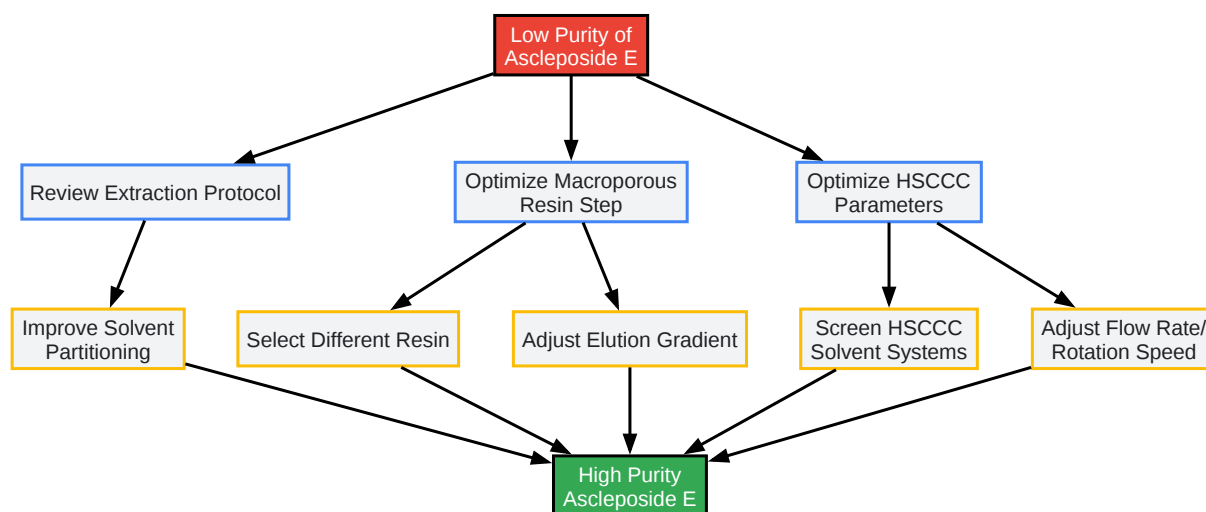 Low Purity of
Ascleposide E
Review Extraction Protocol
Optimize Macroporous
Resin Step
Optimize HSCCC
Parameters
Improve Solvent
Partitioning
Select Different Resin
Adjust Elution Gradient
Screen HSCCC
Solvent Systems
Adjust Flow Rate/
Rotation Speed
High Purity
Ascleposide E